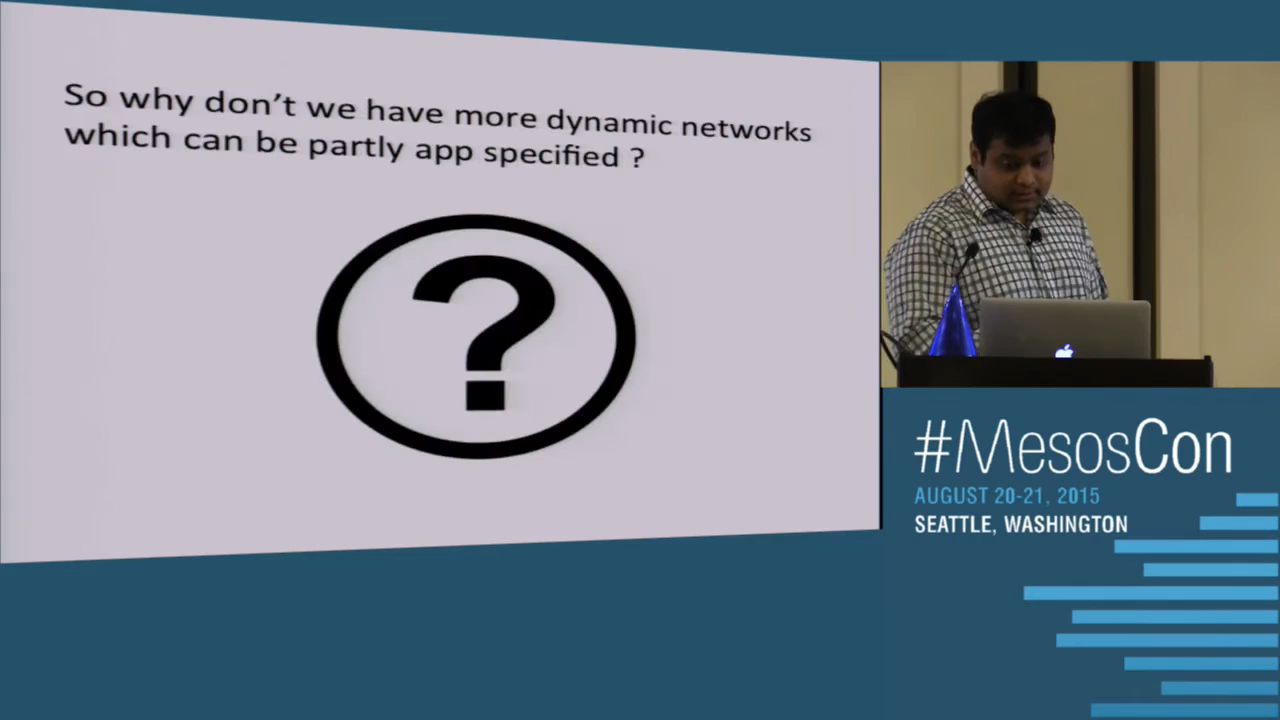 So why don't we have more dynamic networks
which can be partly app specified ?
?
#MesosCon
AUGUST 20-21, 2015
SEATTLE, WASHINGTON